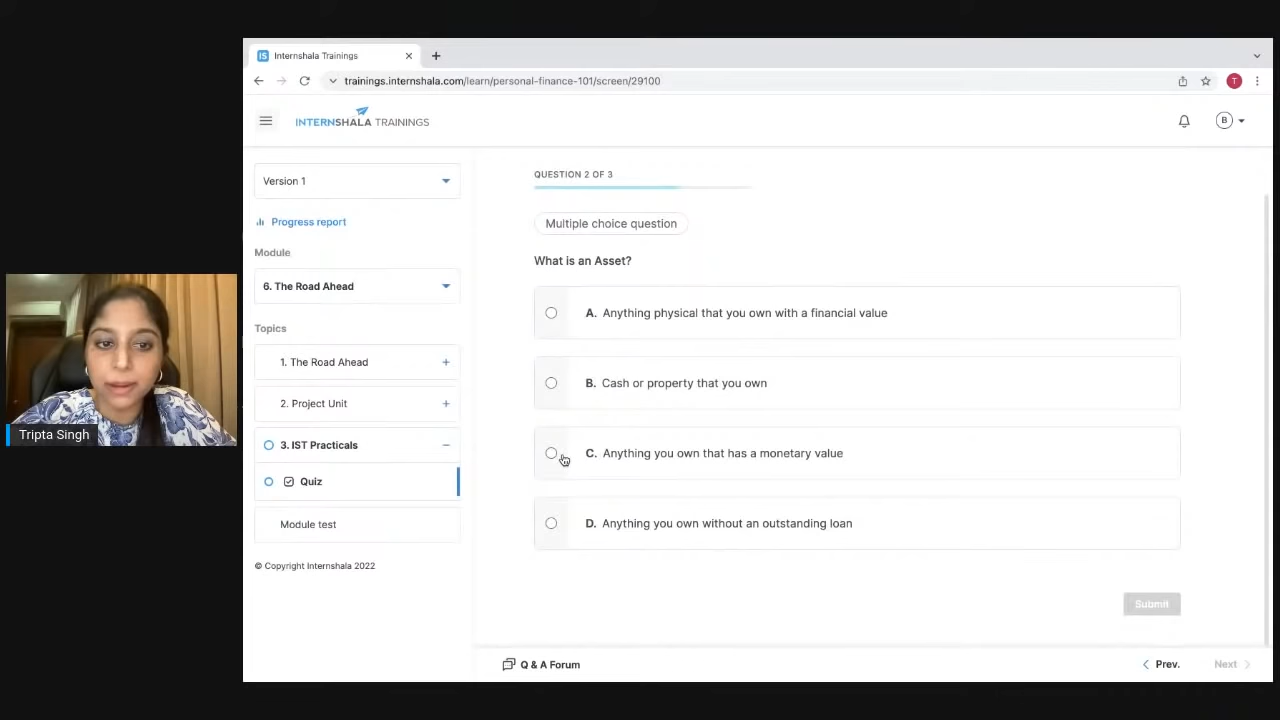 Internshala Trainings
trainings.internshala.com/learn/personal-finance-101/screen/29100
T
INTERNSHALA TRAININGS
B
Version 1
Progress report
Module
6. The Road Ahead
Topics
1. The Road Ahead
2. Project Unit
3. IST Practicals
Quiz
Module test
© Copyright Internshala 2022
QUESTION 2 OF 3
Multiple choice question
What is an Asset?
A. Anything physical that you own with a financial value
B. Cash or property that you own
C. Anything you own that has a monetary value
D. Anything you own without an outstanding loan
Submit
Q & A Forum
Prev.
Next
Tripta Singh
IS